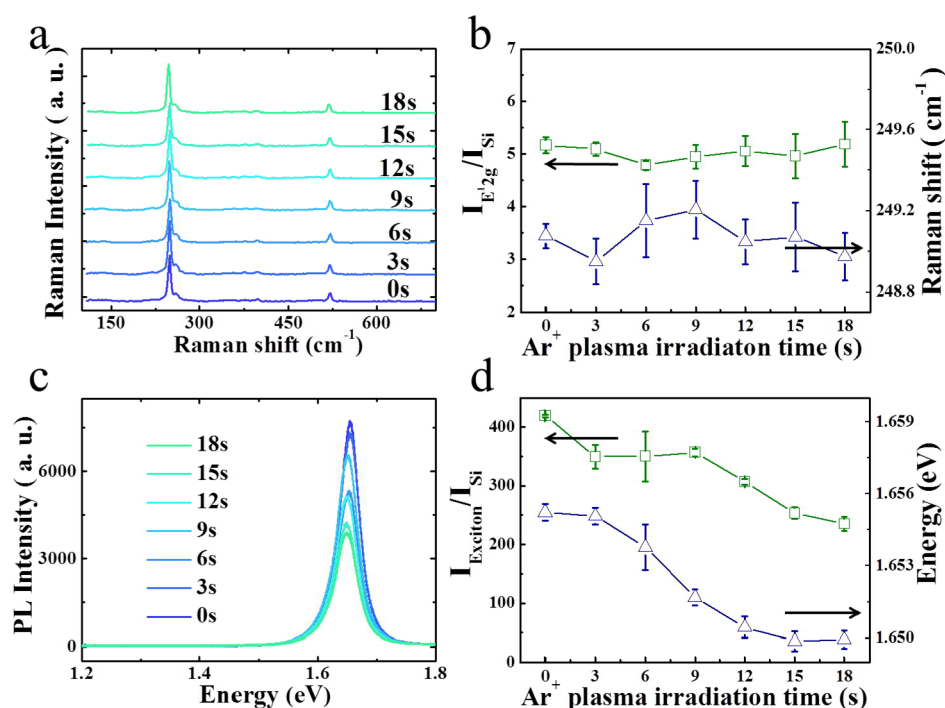 a
Raman Intensity ( a. u.)
18s
15s
12s
9s
6s
3s
0s
150 300 450 600
Raman shift (cm⁻¹)
b
I_E¹2g/I_Si
7
6
5
4
3
2
250.0
249.6
249.2
248.8
Raman shift ( cm⁻¹)
0 3 6 9 12 15 18
Ar⁺ plasma irradiaton time (s)
c
PL Intensity ( a. u.)
6000
3000
0
18s
15s
12s
9s
6s
3s
0s
1.2 1.4 1.6 1.8
Energy (eV)
d
I_Exciton/I_Si
400
350
300
250
200
150
100
50
0
1.659
1.656
1.653
1.650
Energy (eV)
0 3 6 9 12 15 18
Ar⁺ plasma irradiation time (s)